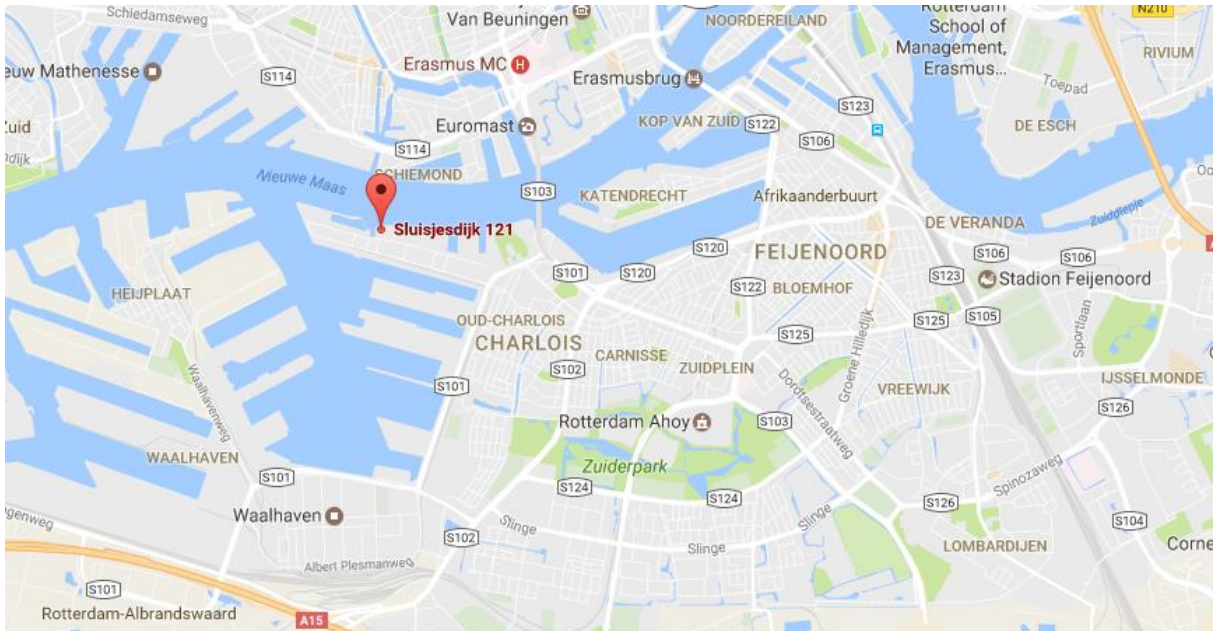 Schiedamseweg
Van Beuningen
NOORDEREILAND
Rotterdam
School of
Management,
Erasmus...
N210
RIVIUM
euw Mathenesse
S114
Erasmus MC
Erasmusbrug
Toepad
S123
Zuid
Euromast
KOP VAN ZUID
S122
S106
DE ESCH
S114
ndijk
Nieuwe Maas
SCHIEMOND
S103
KATENDRECHT
Afrikaanderbuurt
Sluisjesdijk 121
DE VERANDA
Zuiddiepje
S120
FEIJENOORD
S106
S106
HEIJPLAAT
S101
S120
S122
BLOEMHOF
S123
Stadion Feijenoord
OUD-CHARLOIS
CHARLOIS
S125
S125
S105
Sportlaan
CARNISSE
ZUIDPLEIN
Groene Hilledijk
Waalhavenweg
S101
S102
Dordtsestraatweg
VREEWIJK
IJSSELMONDE
S126
Rotterdam Ahoy
S103
WAALHAVEN
Zuiderpark
S101
S124
S124
Spinozaweg
S126
Waalhaven
Slinge
Slinge
S104
S102
Slinge
LOMBARDIJEN
Corne
Albert Plesmanweg
S101
Rotterdam-Albrandswaard
A15